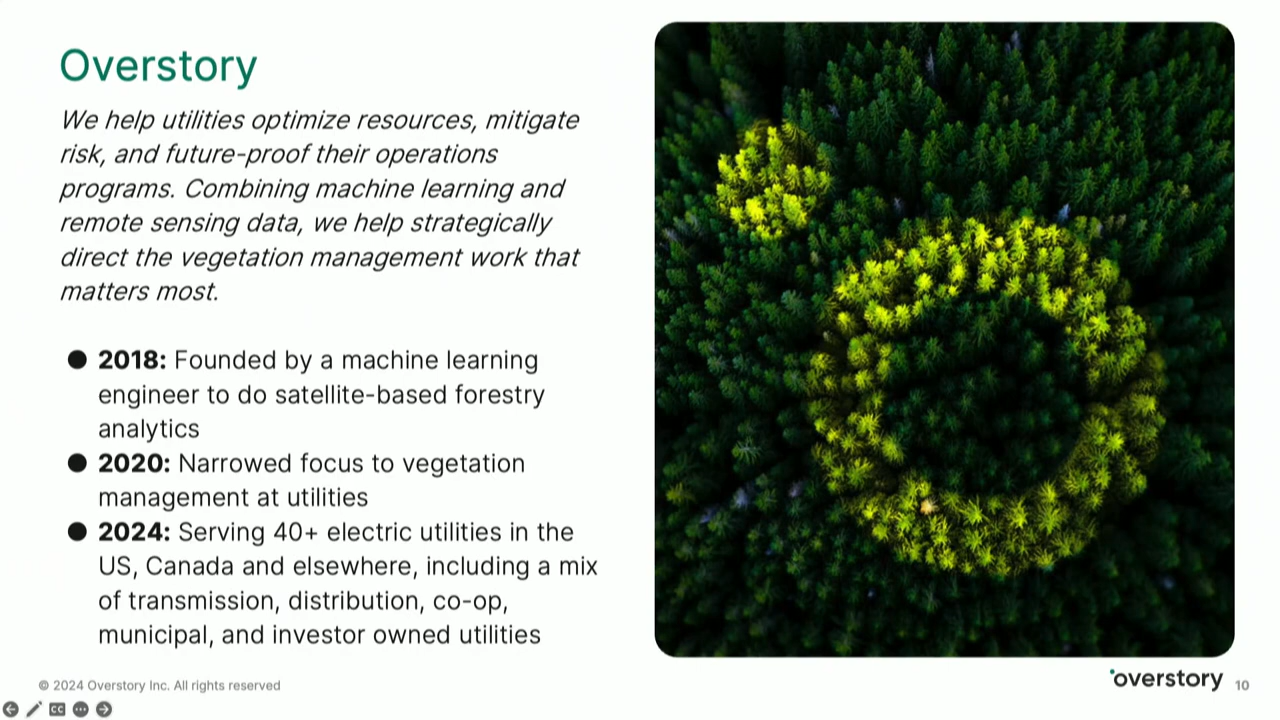 Overstory
We help utilities optimize resources, mitigate
risk, and future-proof their operations
programs. Combining machine learning and
remote sensing data, we help strategically
direct the vegetation management work that
matters most.
● 2018: Founded by a machine learning
engineer to do satellite-based forestry
analytics
● 2020: Narrowed focus to vegetation
management at utilities
● 2024: Serving 40+ electric utilities in the
US, Canada and elsewhere, including a mix
of transmission, distribution, co-op,
municipal, and investor owned utilities
© 2024 Overstory Inc. All rights reserved
overstory
10
CC